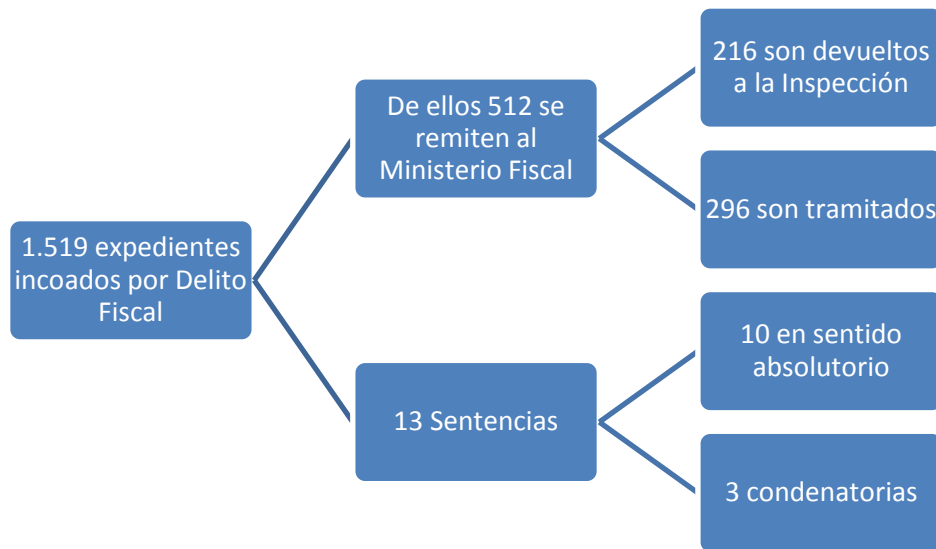 1.519 expedientes
incoados por Delito
Fiscal
De ellos 512 se
remiten al
Ministerio Fiscal
216 son devueltos
a la Inspección
296 son tramitados
13 Sentencias
10 en sentido
absolutorio
3 condenatorias